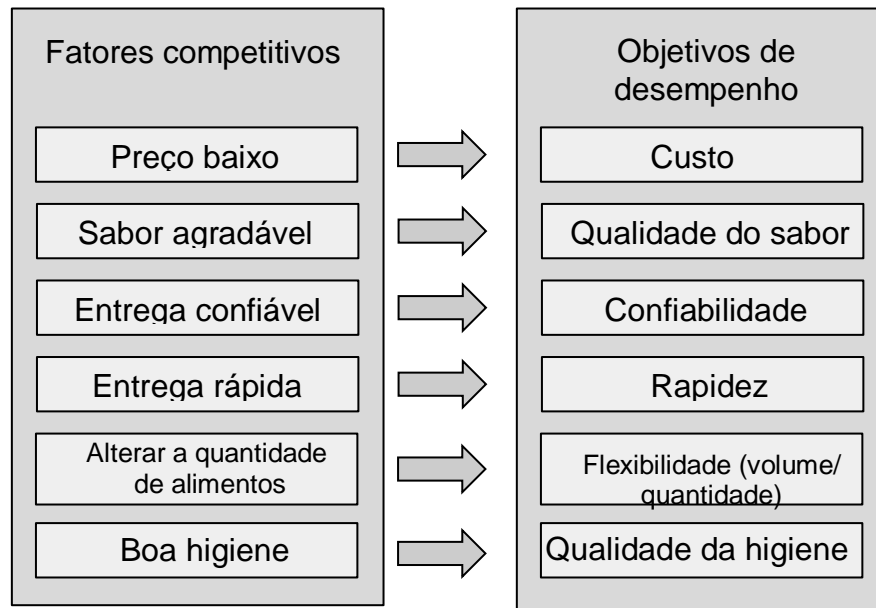 Fatores competitivos
Objetivos de
desempenho
Preço baixo
Custo
Sabor agradável
Qualidade do sabor
Entrega confiável
Confiabilidade
Entrega rápida
Rapidez
Alterar a quantidade
de alimentos
Flexibilidade (volume/
quantidade)
Boa higiene
Qualidade da higiene